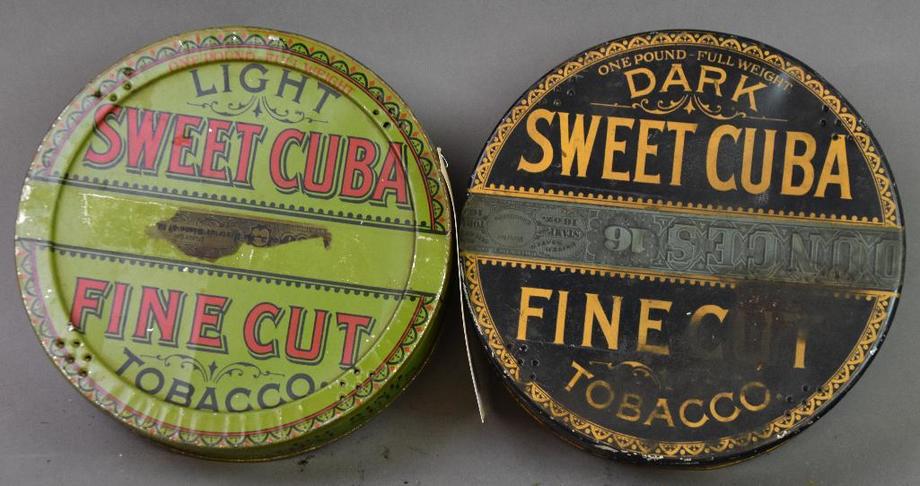 ONE POUND - FULL WEIGHT
LIGHT
SWEET CUBA
FINE CUT
TOBACCO
ONE POUND - FULL WEIGHT
DARK
SWEET CUBA
16 OUNCES
FINE CUT
TOBACCO